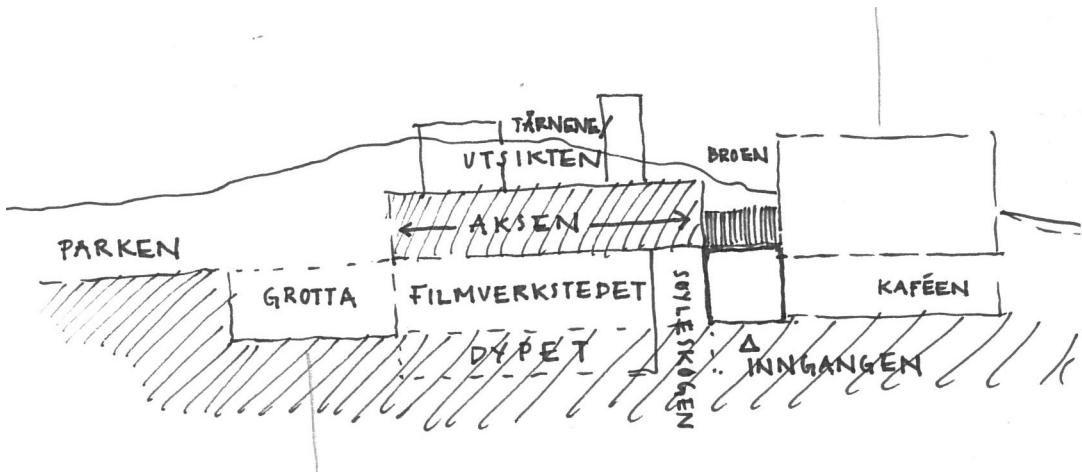 TÅRNENE
UTSIKTEN
BROEN
AKSEN
PARKEN
GROTTA
FILMVERKSTEDET
SØYLESKOGEN
KAFÉEN
DYPET
INNGANGEN